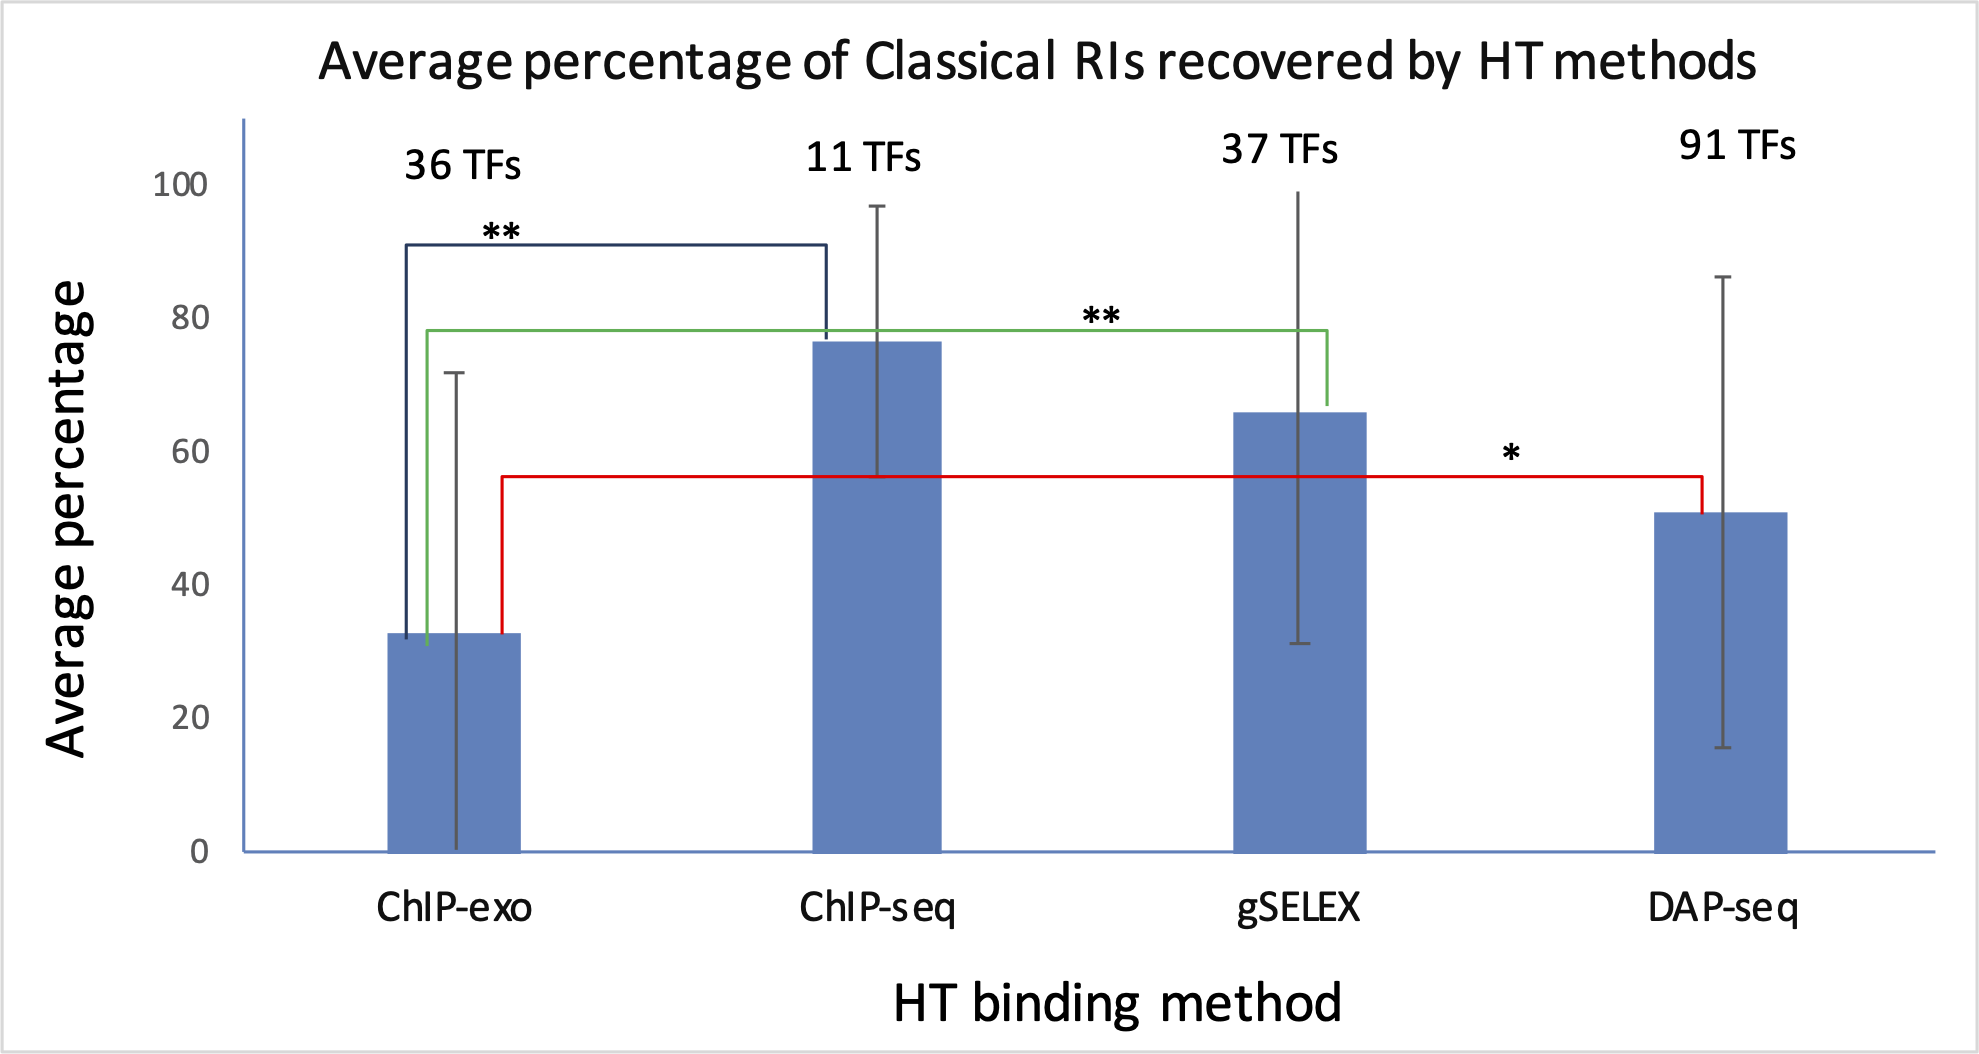 Average percentage of Classical RIs recovered by HT methods
36 TFs
11 TFs
37 TFs
91 TFs
100
80
60
40
20
0
**
**
*
Average percentage
ChIP-exo
ChIP-seq
gSELEX
DAP-seq
HT binding method